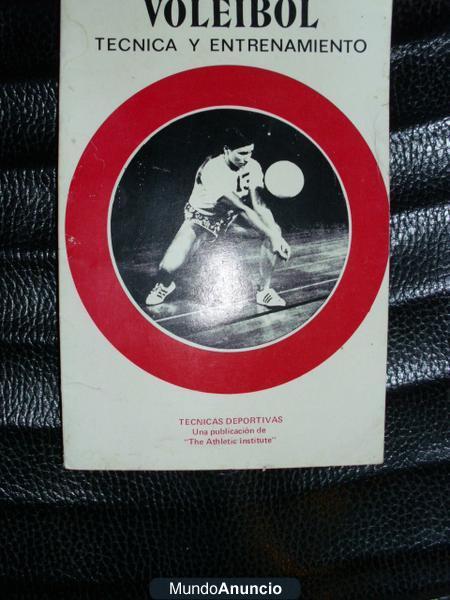 VOLEIBOL
TECNICA Y ENTRENAMIENTO
TECNICAS DEPORTIVAS
Una publicación de
"The Athletic Institute"
MundoAnuncio